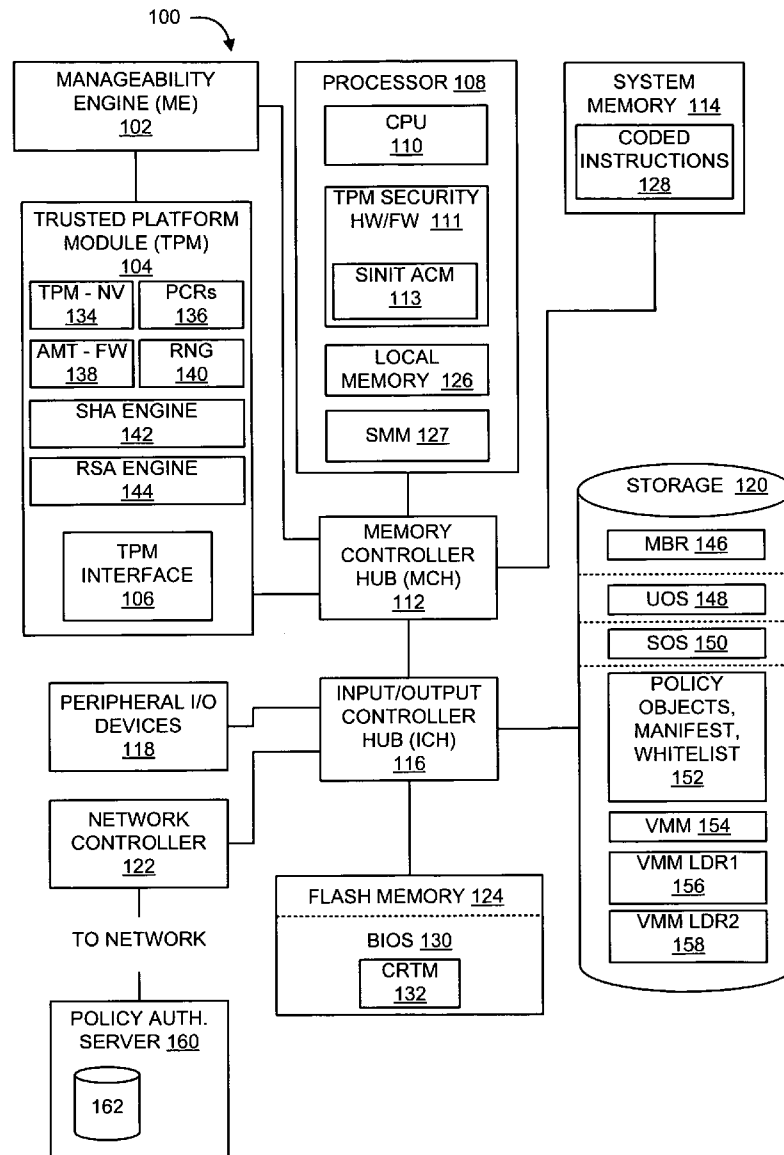 100
MANAGEABILITY
ENGINE (ME)
102
TRUSTED PLATFORM
MODULE (TPM)
104
TPM - NV
134
PCRs
136
AMT - FW
138
RNG
140
SHA ENGINE
142
RSA ENGINE
144
TPM
INTERFACE
106
PROCESSOR 108
CPU
110
TPM SECURITY
HW/FW 111
SINIT ACM
113
LOCAL
MEMORY 126
SMM 127
SYSTEM
MEMORY 114
CODED
INSTRUCTIONS
128
MEMORY
CONTROLLER
HUB (MCH)
112
INPUT/OUTPUT
CONTROLLER
HUB (ICH)
116
PERIPHERAL I/O
DEVICES
118
NETWORK
CONTROLLER
122
TO NETWORK
POLICY AUTH.
SERVER 160
162
FLASH MEMORY 124
BIOS 130
CRTM
132
STORAGE 120
MBR 146
UOS 148
SOS 150
POLICY
OBJECTS,
MANIFEST,
WHITELIST
152
VMM 154
VMM LDR1
156
VMM LDR2
158